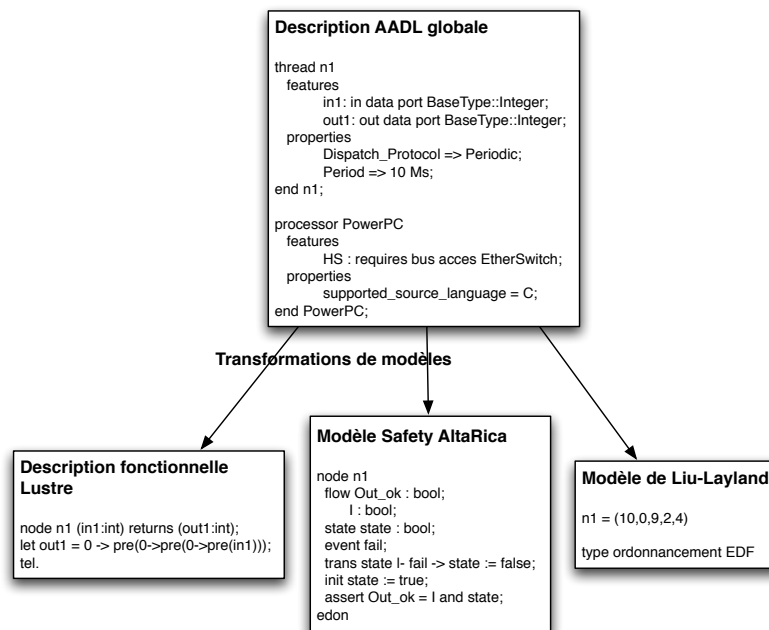 Description AADL globale
thread n1
features
in1: in data port BaseType::Integer;
out1: out data port BaseType::Integer;
properties
Dispatch_Protocol => Periodic;
Period => 10 Ms;
end n1;
processor PowerPC
features
HS : requires bus acces EtherSwitch;
properties
supported_source_language = C;
end PowerPC;
Transformations de modèles
Description fonctionnelle
Lustre
node n1 (in1:int) returns (out1:int);
let out1 = 0 -> pre(0->pre(0->pre(in1)));
tel.
Modèle Safety AltaRica
node n1
flow Out_ok : bool;
I : bool;
state state : bool;
event fail;
trans state l- fail -> state := false;
init state := true;
assert Out_ok = I and state;
edon
Modèle de Liu-Layland
n1 = (10,0,9,2,4)
type ordonnancement EDF